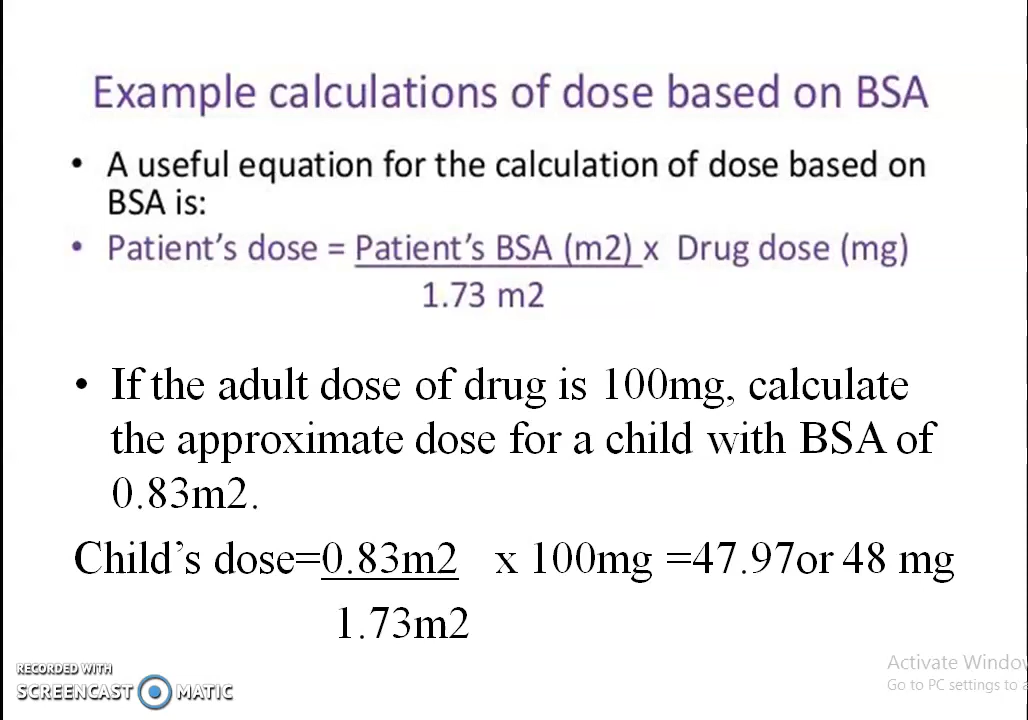 Example calculations of dose based on BSA
• A useful equation for the calculation of dose based on
BSA is:
• Patient's dose = Patient's BSA (m2) x Drug dose (mg)
1.73 m2
• If the adult dose of drug is 100mg, calculate
the approximate dose for a child with BSA of
0.83m2.
Child's dose=0.83m2 x 100mg =47.97or 48 mg
1.73m2
RECORDED WITH
SCREENCAST MATIC
Activate Window
Go to PC settings to a